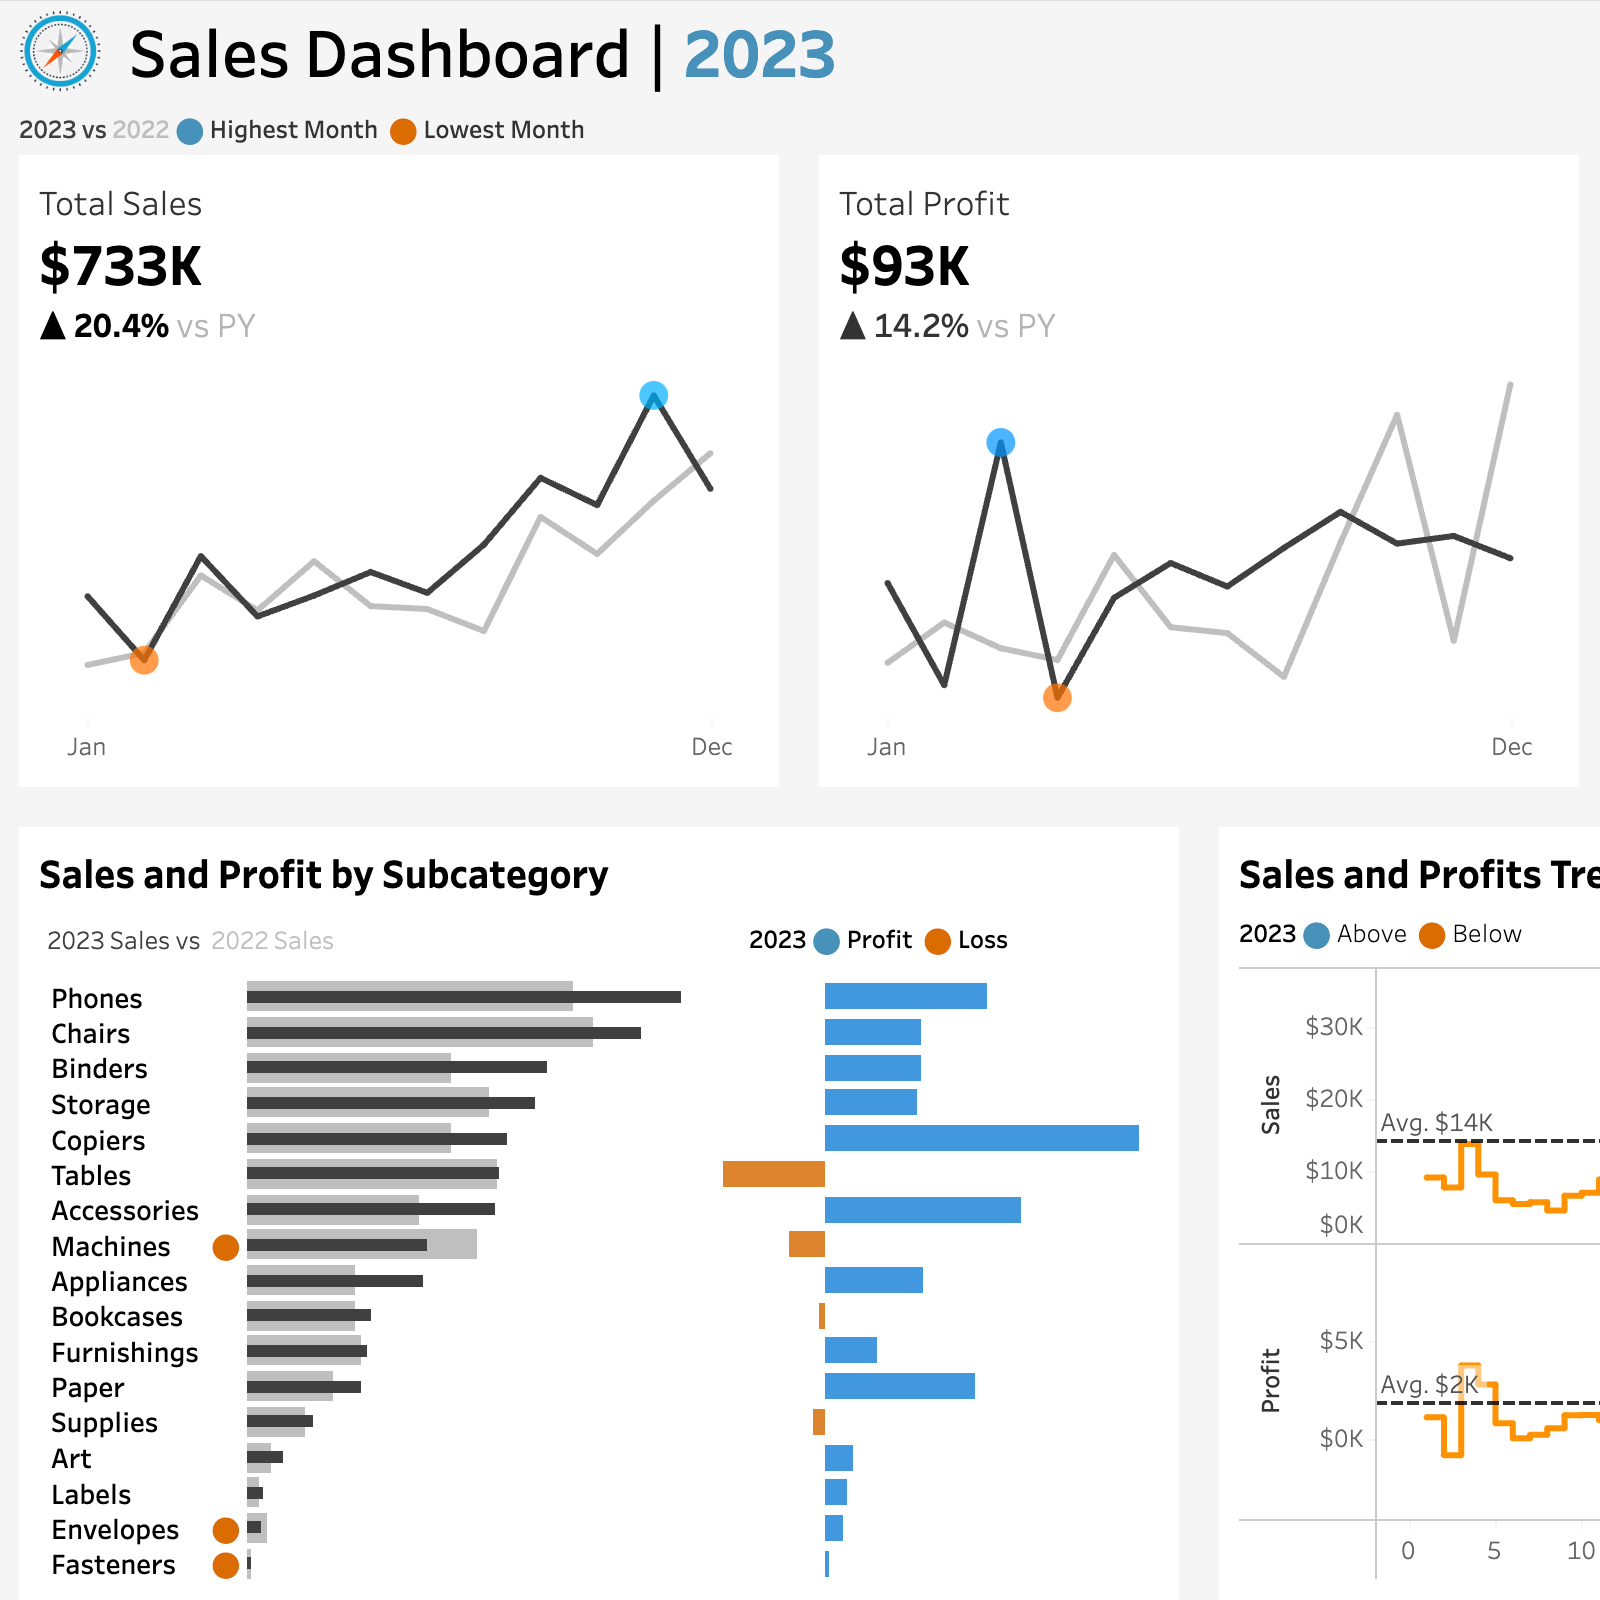 Sales Dashboard | 2023
2023 vs 2022 Highest Month Lowest Month
Total Sales
$733K
▲ 20.4% vs PY
Jan Dec
Total Profit
$93K
▲ 14.2% vs PY
Jan Dec
Sales and Profit by Subcategory
2023 Sales vs 2022 Sales
2023 Profit Loss
Phones
Chairs
Binders
Storage
Copiers
Tables
Accessories
Machines
Appliances
Bookcases
Furnishings
Paper
Supplies
Art
Labels
Envelopes
Fasteners
Sales and Profits Tre
2023 Above Below
Sales
$30K
$20K
Avg. $14K
$10K
$0K
Profit
$5K
Avg. $2K
$0K
0 5 10